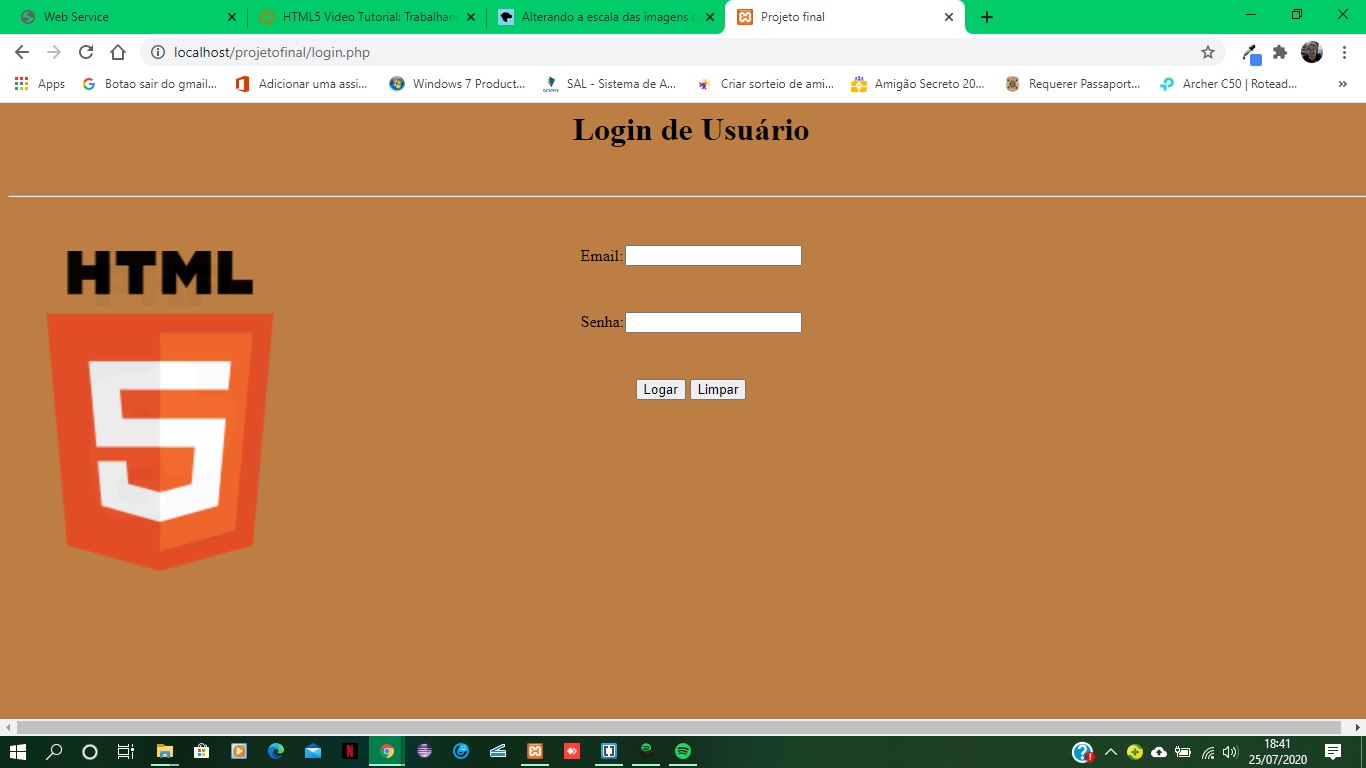 Web Service
HTML5 Video Tutorial: Trabalhan
Alterando a escala das imagens c
Projeto final
localhost/projetofinal/login.php
Apps
Botao sair do gmail...
Adicionar uma assi...
Windows 7 Product...
SAL - Sistema de A...
Criar sorteio de ami...
Amigão Secreto 20...
Requerer Passaport...
Archer C50 | Rotead...
»
Login de Usuário
HTML
5
Email:
Senha:
Logar
Limpar
18:41
25/07/2020